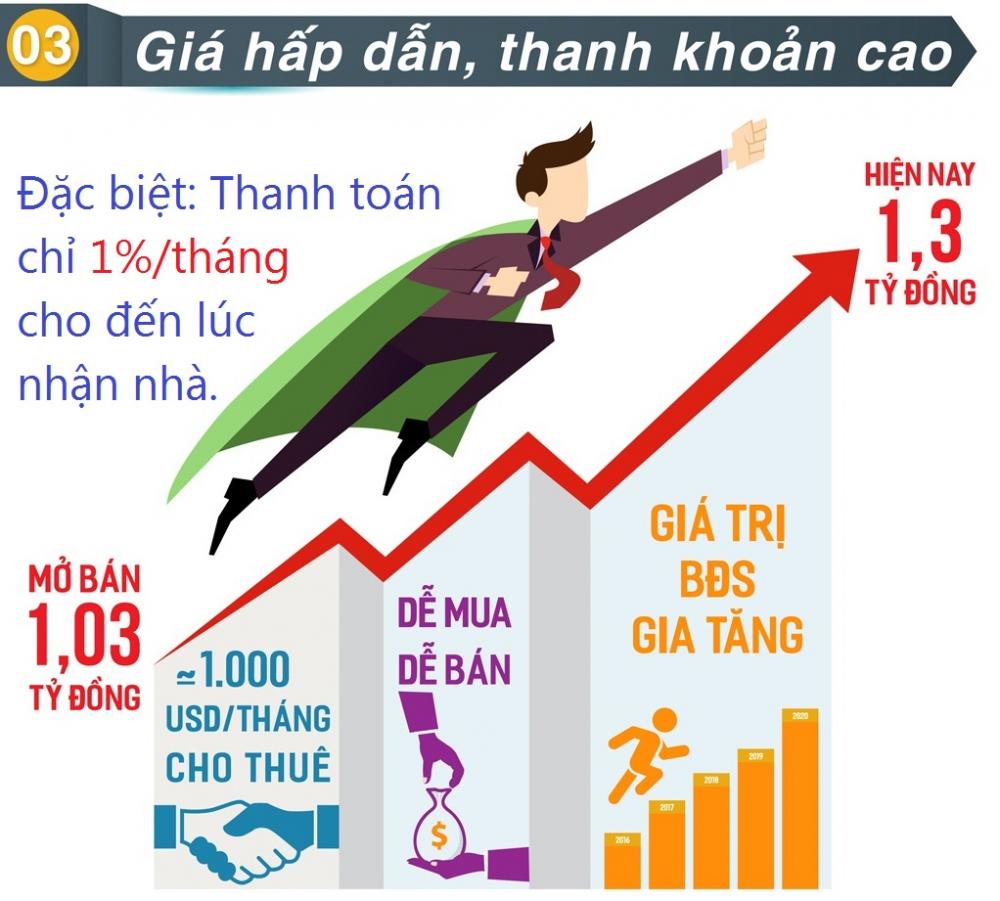 03
Giá hấp dẫn, thanh khoản cao
Đặc biệt: Thanh toán
chỉ 1%/tháng
cho đến lúc
nhận nhà.
HIỆN NAY
1,3
TỶ ĐỒNG
MỞ BÁN
1,03
TỶ ĐỒNG
≃1.000
USD/THÁNG
CHO THUÊ
DỄ MUA
DỄ BÁN
$
GIÁ TRỊ
BĐS
GIA TĂNG
2016
2017
2018
2019
2020